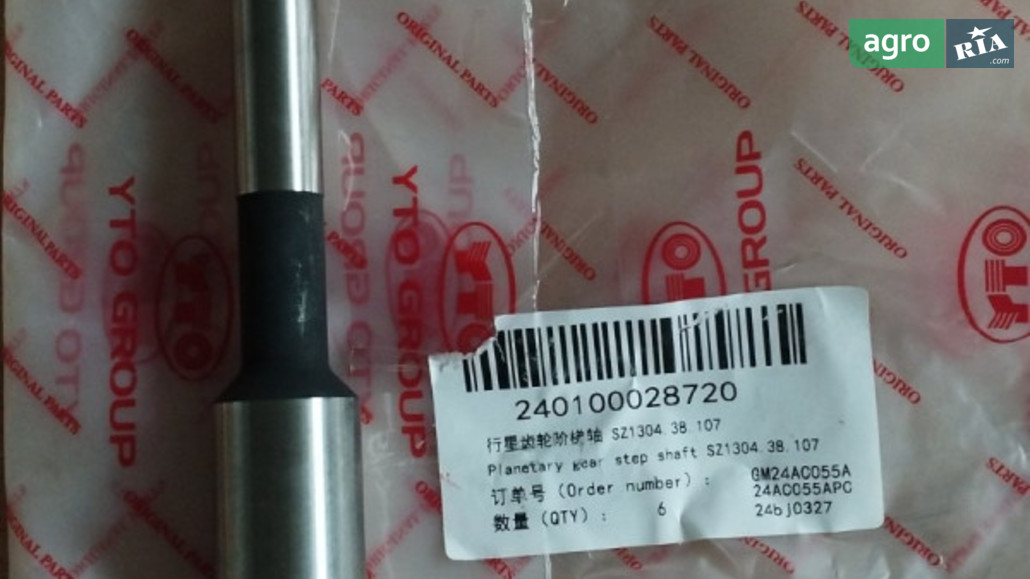 agro RIA.com
ORIGINAL PARTS
YTO GROUP
YTO
240100028720
行星齿轮阶梯轴 SZ1304.38.107
Planetary gear step shaft SZ1304.38.107
订单号 (Order number) : GM24AC055A
24AC055APC
数量 (QTY) : 6 24bj0327